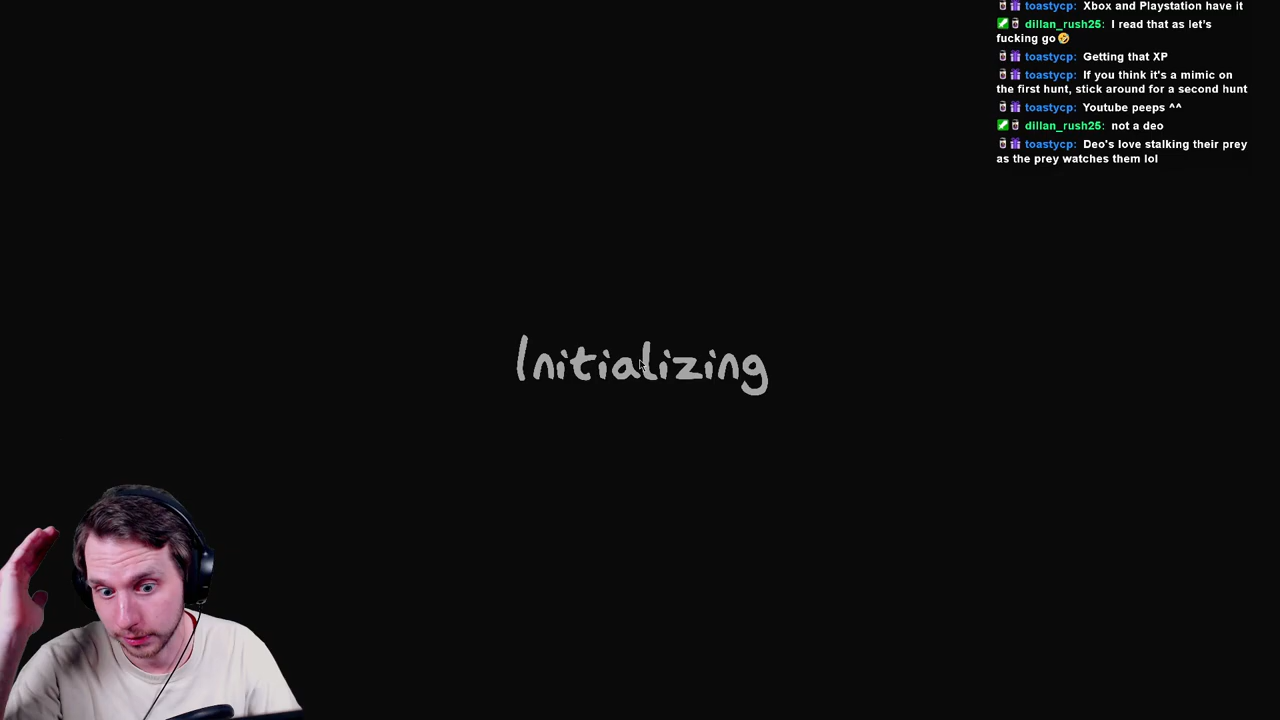 toastycp: Xbox and Playstation have it
dillan_rush25: I read that as let's
fucking go🤣
toastycp: Getting that XP
toastycp: If you think it's a mimic on
the first hunt, stick around for a second hunt
toastycp: Youtube peeps ^^
dillan_rush25: not a deo
toastycp: Deo's love stalking their prey
as the prey watches them lol
Initializing